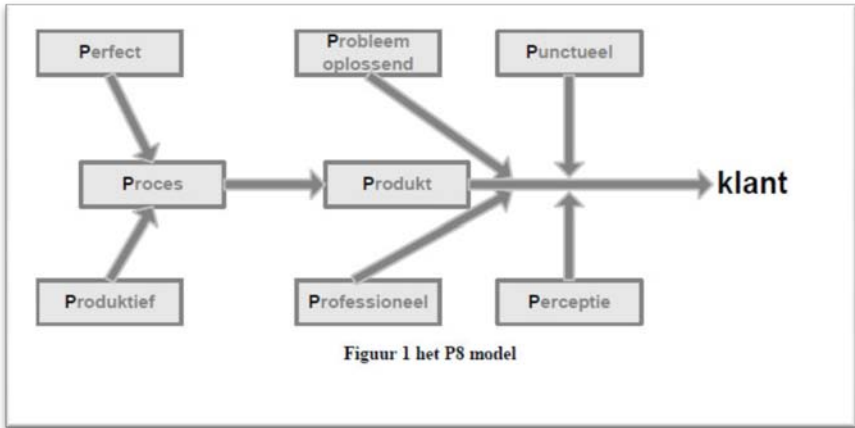 Perfect
Probleem
oplossend
Punctueel
Proces
Produkt
klant
Produktief
Professioneel
Perceptie
Figuur 1 het P8 model